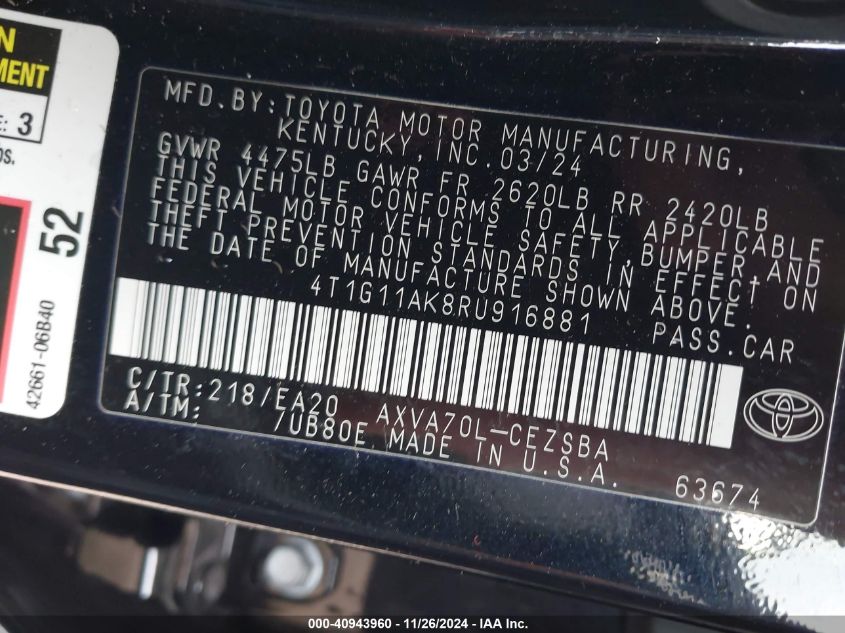 N
MENT
E: 3
OS.
52
42661-06B40
MFD. BY: TOYOTA MOTOR MANUFACTURING,
KENTUCKY, INC. 03/24
GVWR 4475LB GAWR FR 2620LB RR 2420LB
THIS VEHICLE CONFORMS TO ALL APPLICABLE
FEDERAL MOTOR VEHICLE SAFETY, BUMPER, AND
THEFT PREVENTION STANDARDS IN EFFECT ON
THE DATE OF MANUFACTURE SHOWN ABOVE.
4T1G11AK8RU916881 PASS.CAR
C/TR:218/EA20 AXVA70L-CEZSBA
A/TM: /UB80E MADE IN U.S.A.
63674
000-40943960 - 11/26/2024 - IAA Inc.